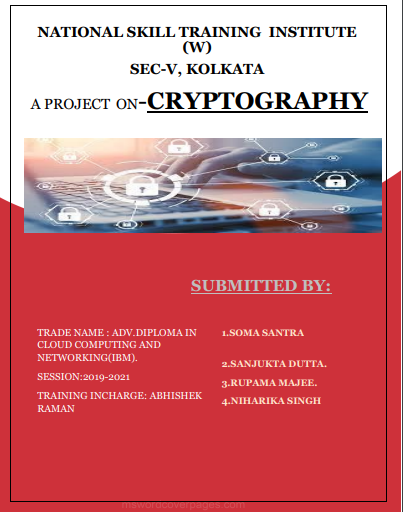 NATIONAL SKILL TRAINING INSTITUTE
(W)
SEC-V, KOLKATA
A PROJECT ON-CRYPTOGRAPHY
SUBMITTED BY:
TRADE NAME : ADV.DIPLOMA IN
CLOUD COMPUTING AND
NETWORKING(IBM).
SESSION:2019-2021
TRAINING INCHARGE: ABHISHEK
RAMAN
1.SOMA SANTRA
2.SANJUKTA DUTTA.
3.RUPAMA MAJEE.
4.NIHARIKA SINGH
mswordcoverpages.com